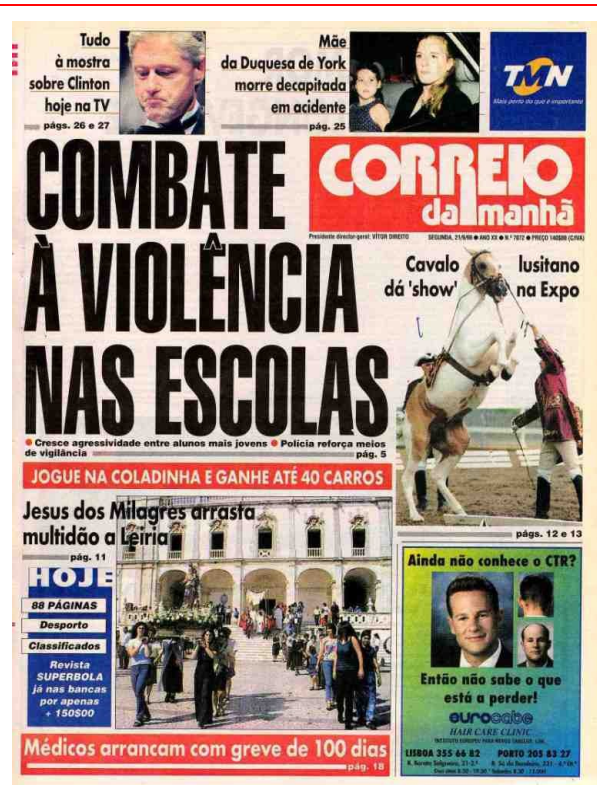 Tudo
à mostra
sobre Clinton
hoje na TV
págs. 26 e 27
Mãe
da Duquesa de York
morre decapitada
em acidente
pág. 25
TMN
Mais perto do que é importante
COMBATE
À VIOLÊNCIA
NAS ESCOLAS
● Cresce agressividade entre alunos mais jovens ● Polícia reforça meios
de vigilância
pág. 5
CORREIO
da manhã
Presidente director-geral: VÍTOR DIREITO
SEGUNDA, 21/9/98 ● ANO XX ● N.º 7072 ● PREÇO 140$00 (C/IVA)
Cavalo lusitano
dá 'show' na Expo
págs. 12 e 13
JOGUE NA COLADINHA E GANHE ATÉ 40 CARROS
Jesus dos Milagres arrasta
multidão a Leiria
pág. 11
HOJE
88 PÁGINAS
Desporto
Classificados
Revista
SUPERBOLA
já nas bancas
por apenas
+ 150$00
Médicos arrancam com greve de 100 dias
pág. 18
Ainda não conhece o CTR?
Então não sabe o que
está a perder!
eurocabe
HAIR CARE CLINIC
LISBOA 355 66 82 PORTO 205 83 27